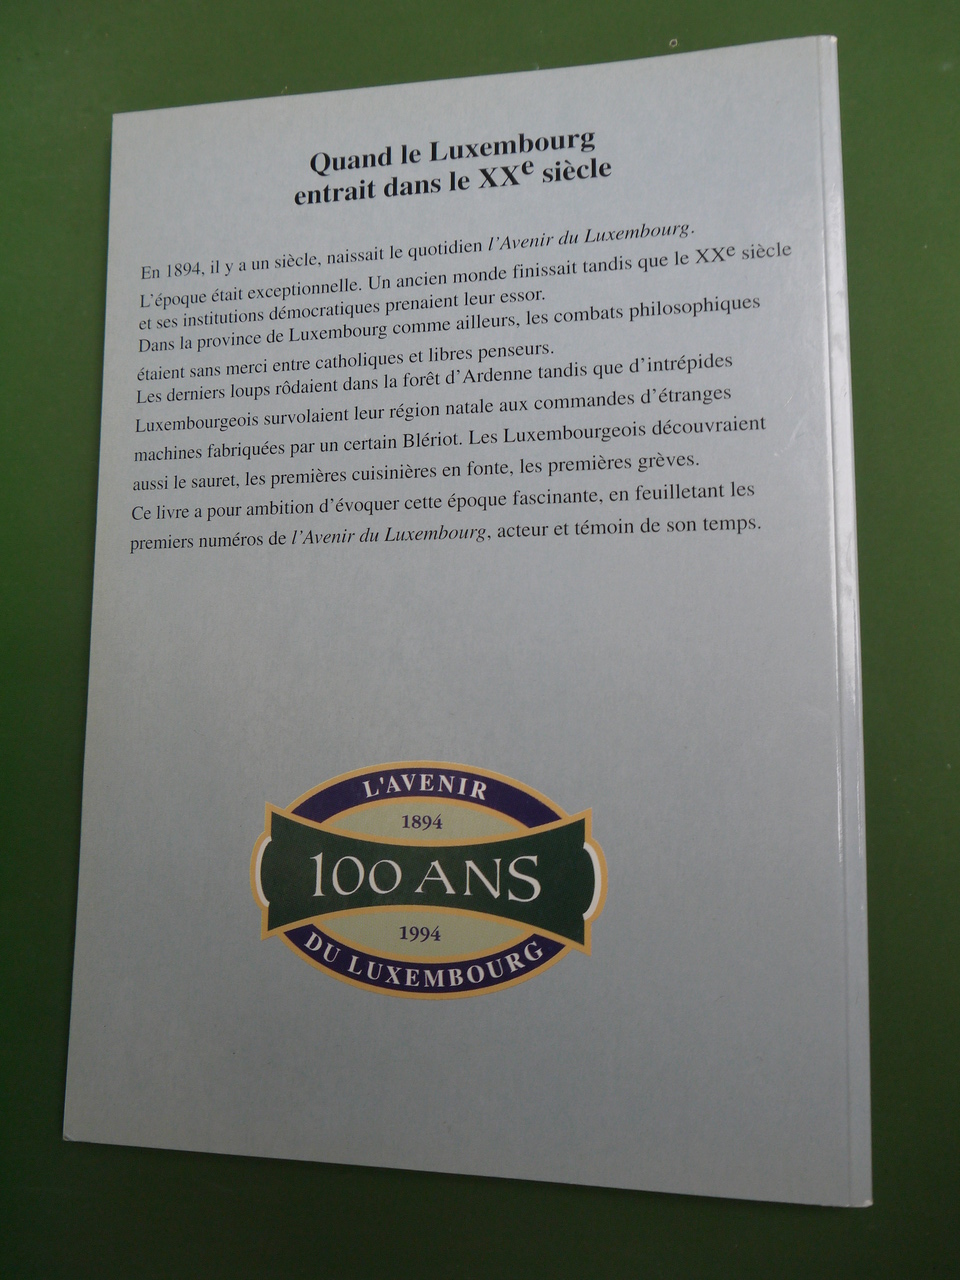 Quand le Luxembourg
entrait dans le XXe siècle
En 1894, il y a un siècle, naissait le quotidien l'Avenir du Luxembourg.
L'époque était exceptionnelle. Un ancien monde finissait tandis que le XXe siècle
et ses institutions démocratiques prenaient leur essor.
Dans la province de Luxembourg comme ailleurs, les combats philosophiques
étaient sans merci entre catholiques et libres penseurs.
Les derniers loups rôdaient dans la forêt d'Ardenne tandis que d'intrépides
Luxembourgeois survolaient leur région natale aux commandes d'étranges
machines fabriquées par un certain Blériot. Les Luxembourgeois découvraient
aussi le sauret, les premières cuisinières en fonte, les premières grèves.
Ce livre a pour ambition d'évoquer cette époque fascinante, en feuilletant les
premiers numéros de l'Avenir du Luxembourg, acteur et témoin de son temps.
L'AVENIR
1894
100 ANS
1994
DU LUXEMBOURG